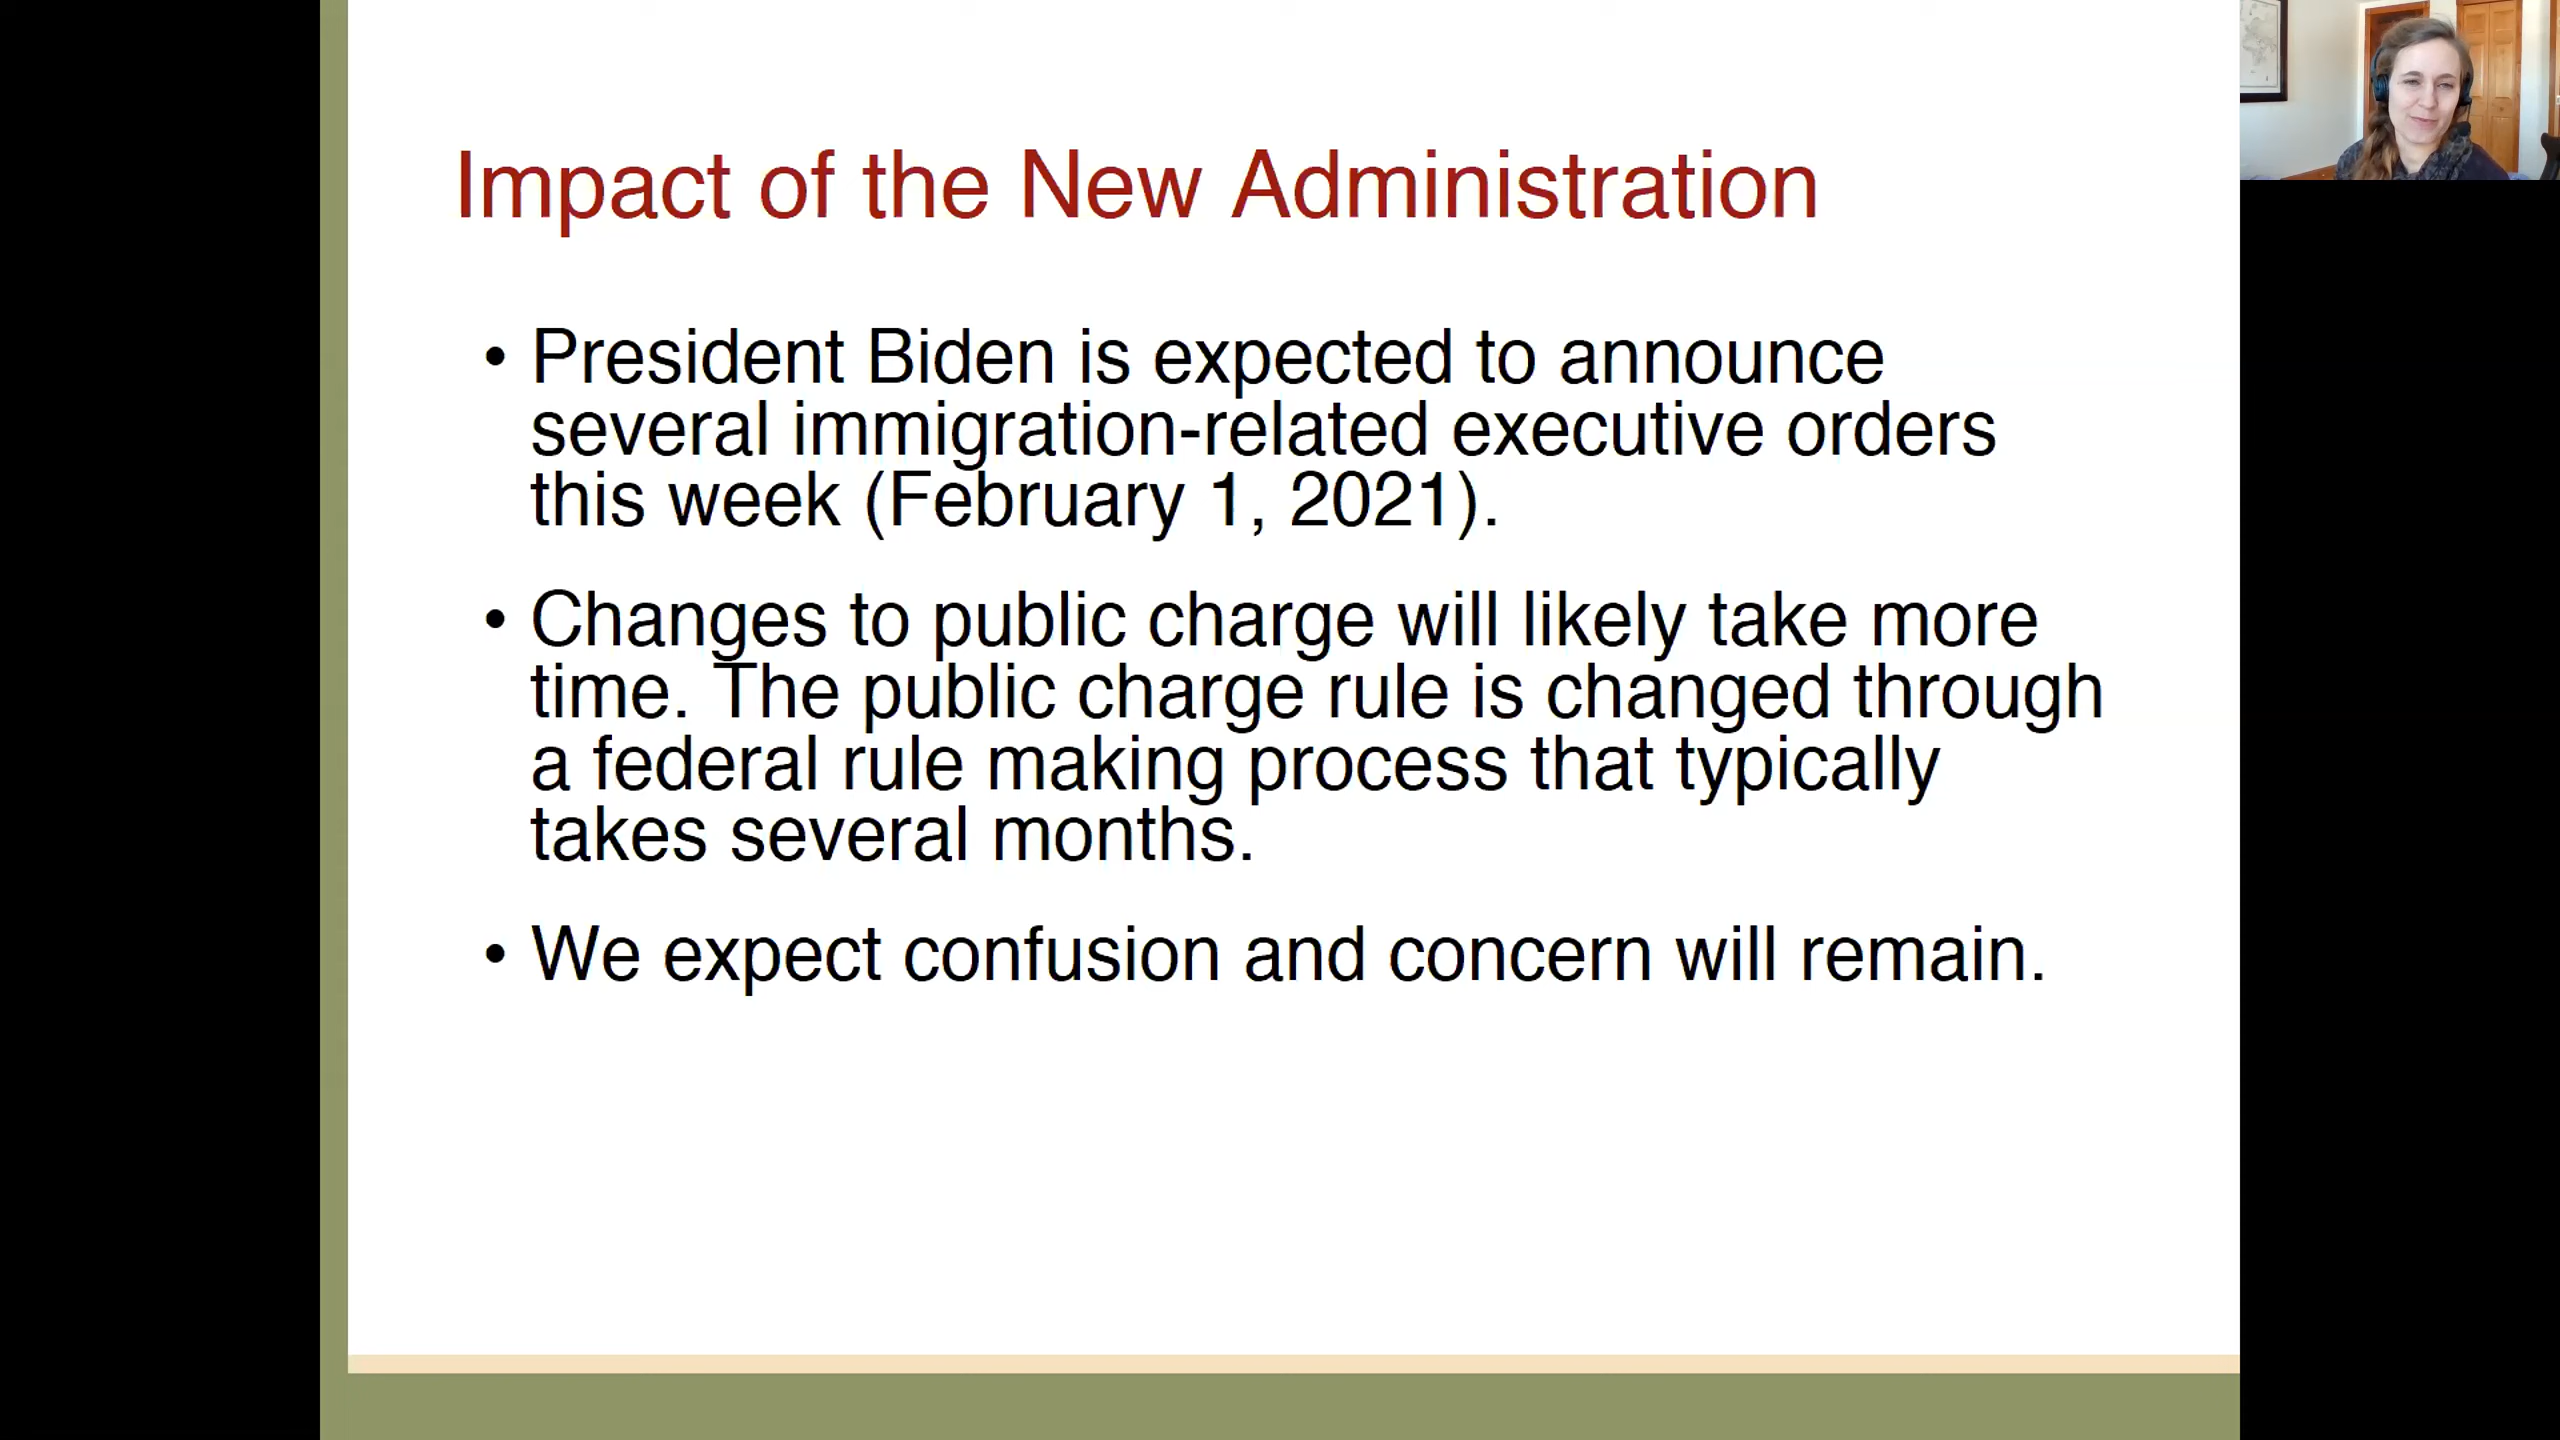 Impact of the New Administration
• President Biden is expected to announce
several immigration-related executive orders
this week (February 1, 2021).
• Changes to public charge will likely take more
time. The public charge rule is changed through
a federal rule making process that typically
takes several months.
• We expect confusion and concern will remain.